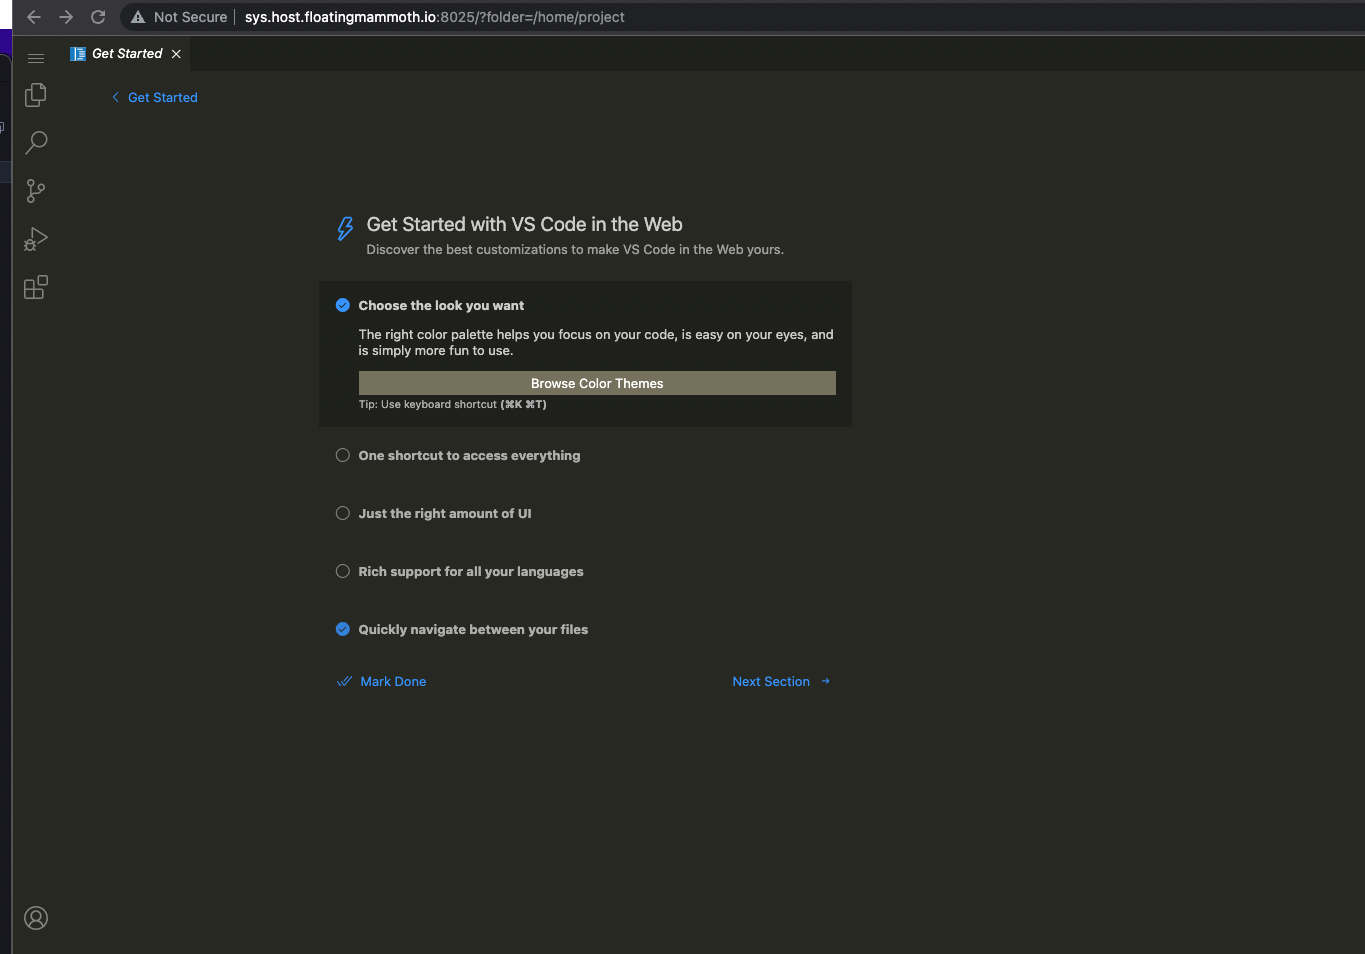 Not Secure | sys.host.floatingmammoth.io:8025/?folder=/home/project
Get Started
Get Started
Get Started with VS Code in the Web
Discover the best customizations to make VS Code in the Web yours.
Choose the look you want
The right color palette helps you focus on your code, is easy on your eyes, and
is simply more fun to use.
Browse Color Themes
Tip: Use keyboard shortcut (⌘K ⌘T)
One shortcut to access everything
Just the right amount of UI
Rich support for all your languages
Quickly navigate between your files
Mark Done
Next Section